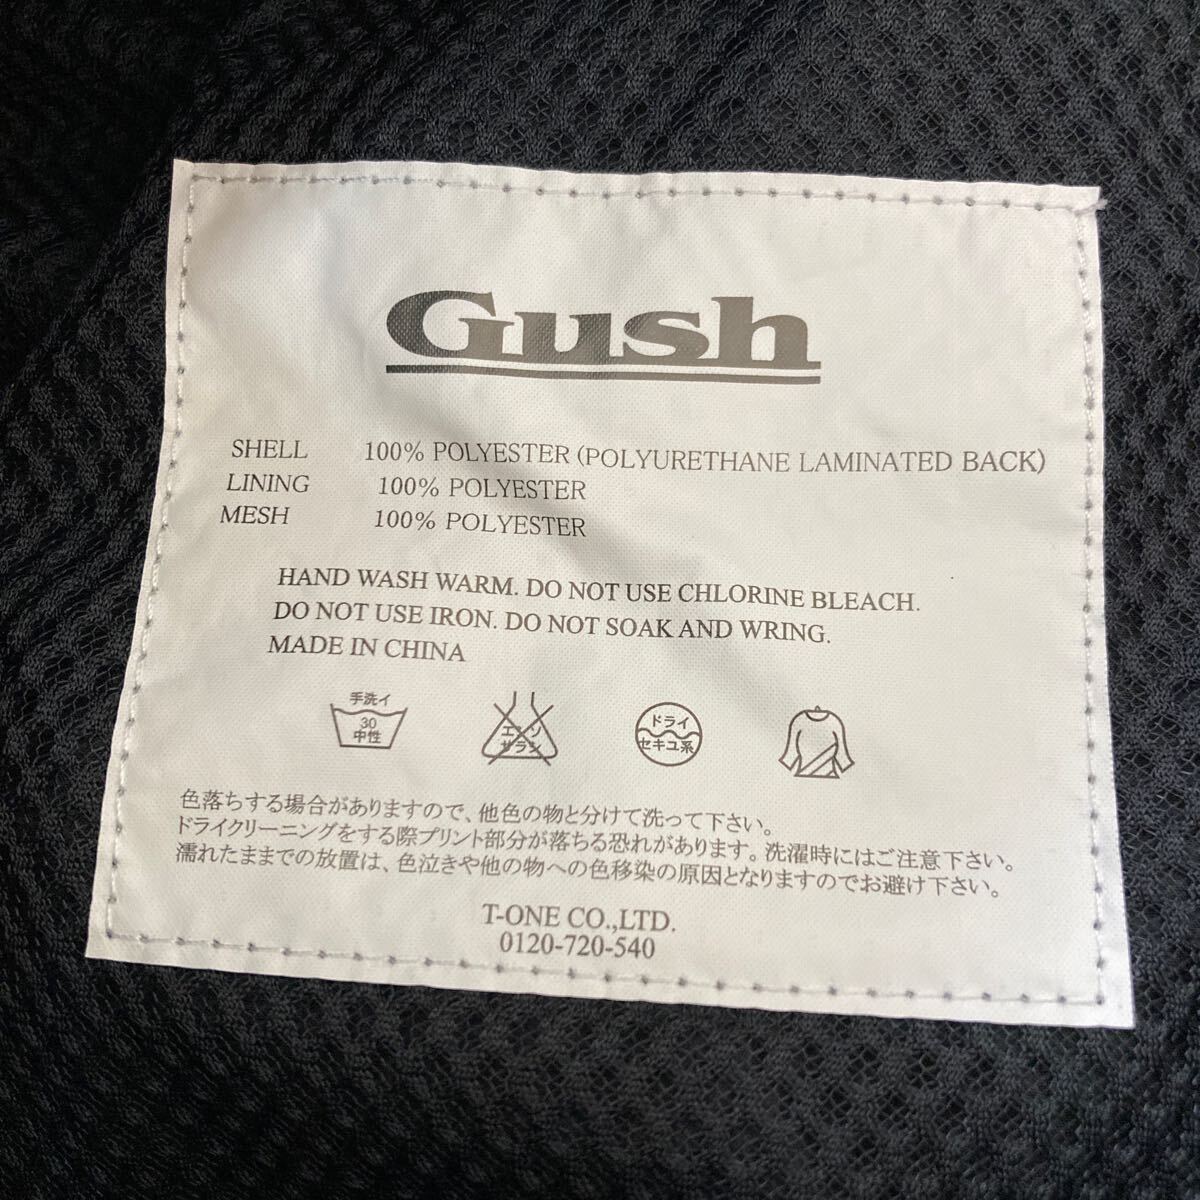 Gush
SHELL 100% POLYESTER (POLYURETHANE LAMINATED BACK)
LINING 100% POLYESTER
MESH 100% POLYESTER
HAND WASH WARM. DO NOT USE CHLORINE BLEACH.
DO NOT USE IRON. DO NOT SOAK AND WRING.
MADE IN CHINA
手洗イ
30
中性
エンソ
サラシ
ドライ
セキユ系
色落ちする場合がありますので、他色の物と分けて洗って下さい。
ドライクリーニングをする際プリント部分が落ちる恐れがあります。洗濯時にはご注意下さい。
濡れたままでの放置は、色泣きや他の物への色移染の原因となりますのでお避け下さい。
T-ONE CO.,LTD.
0120-720-540